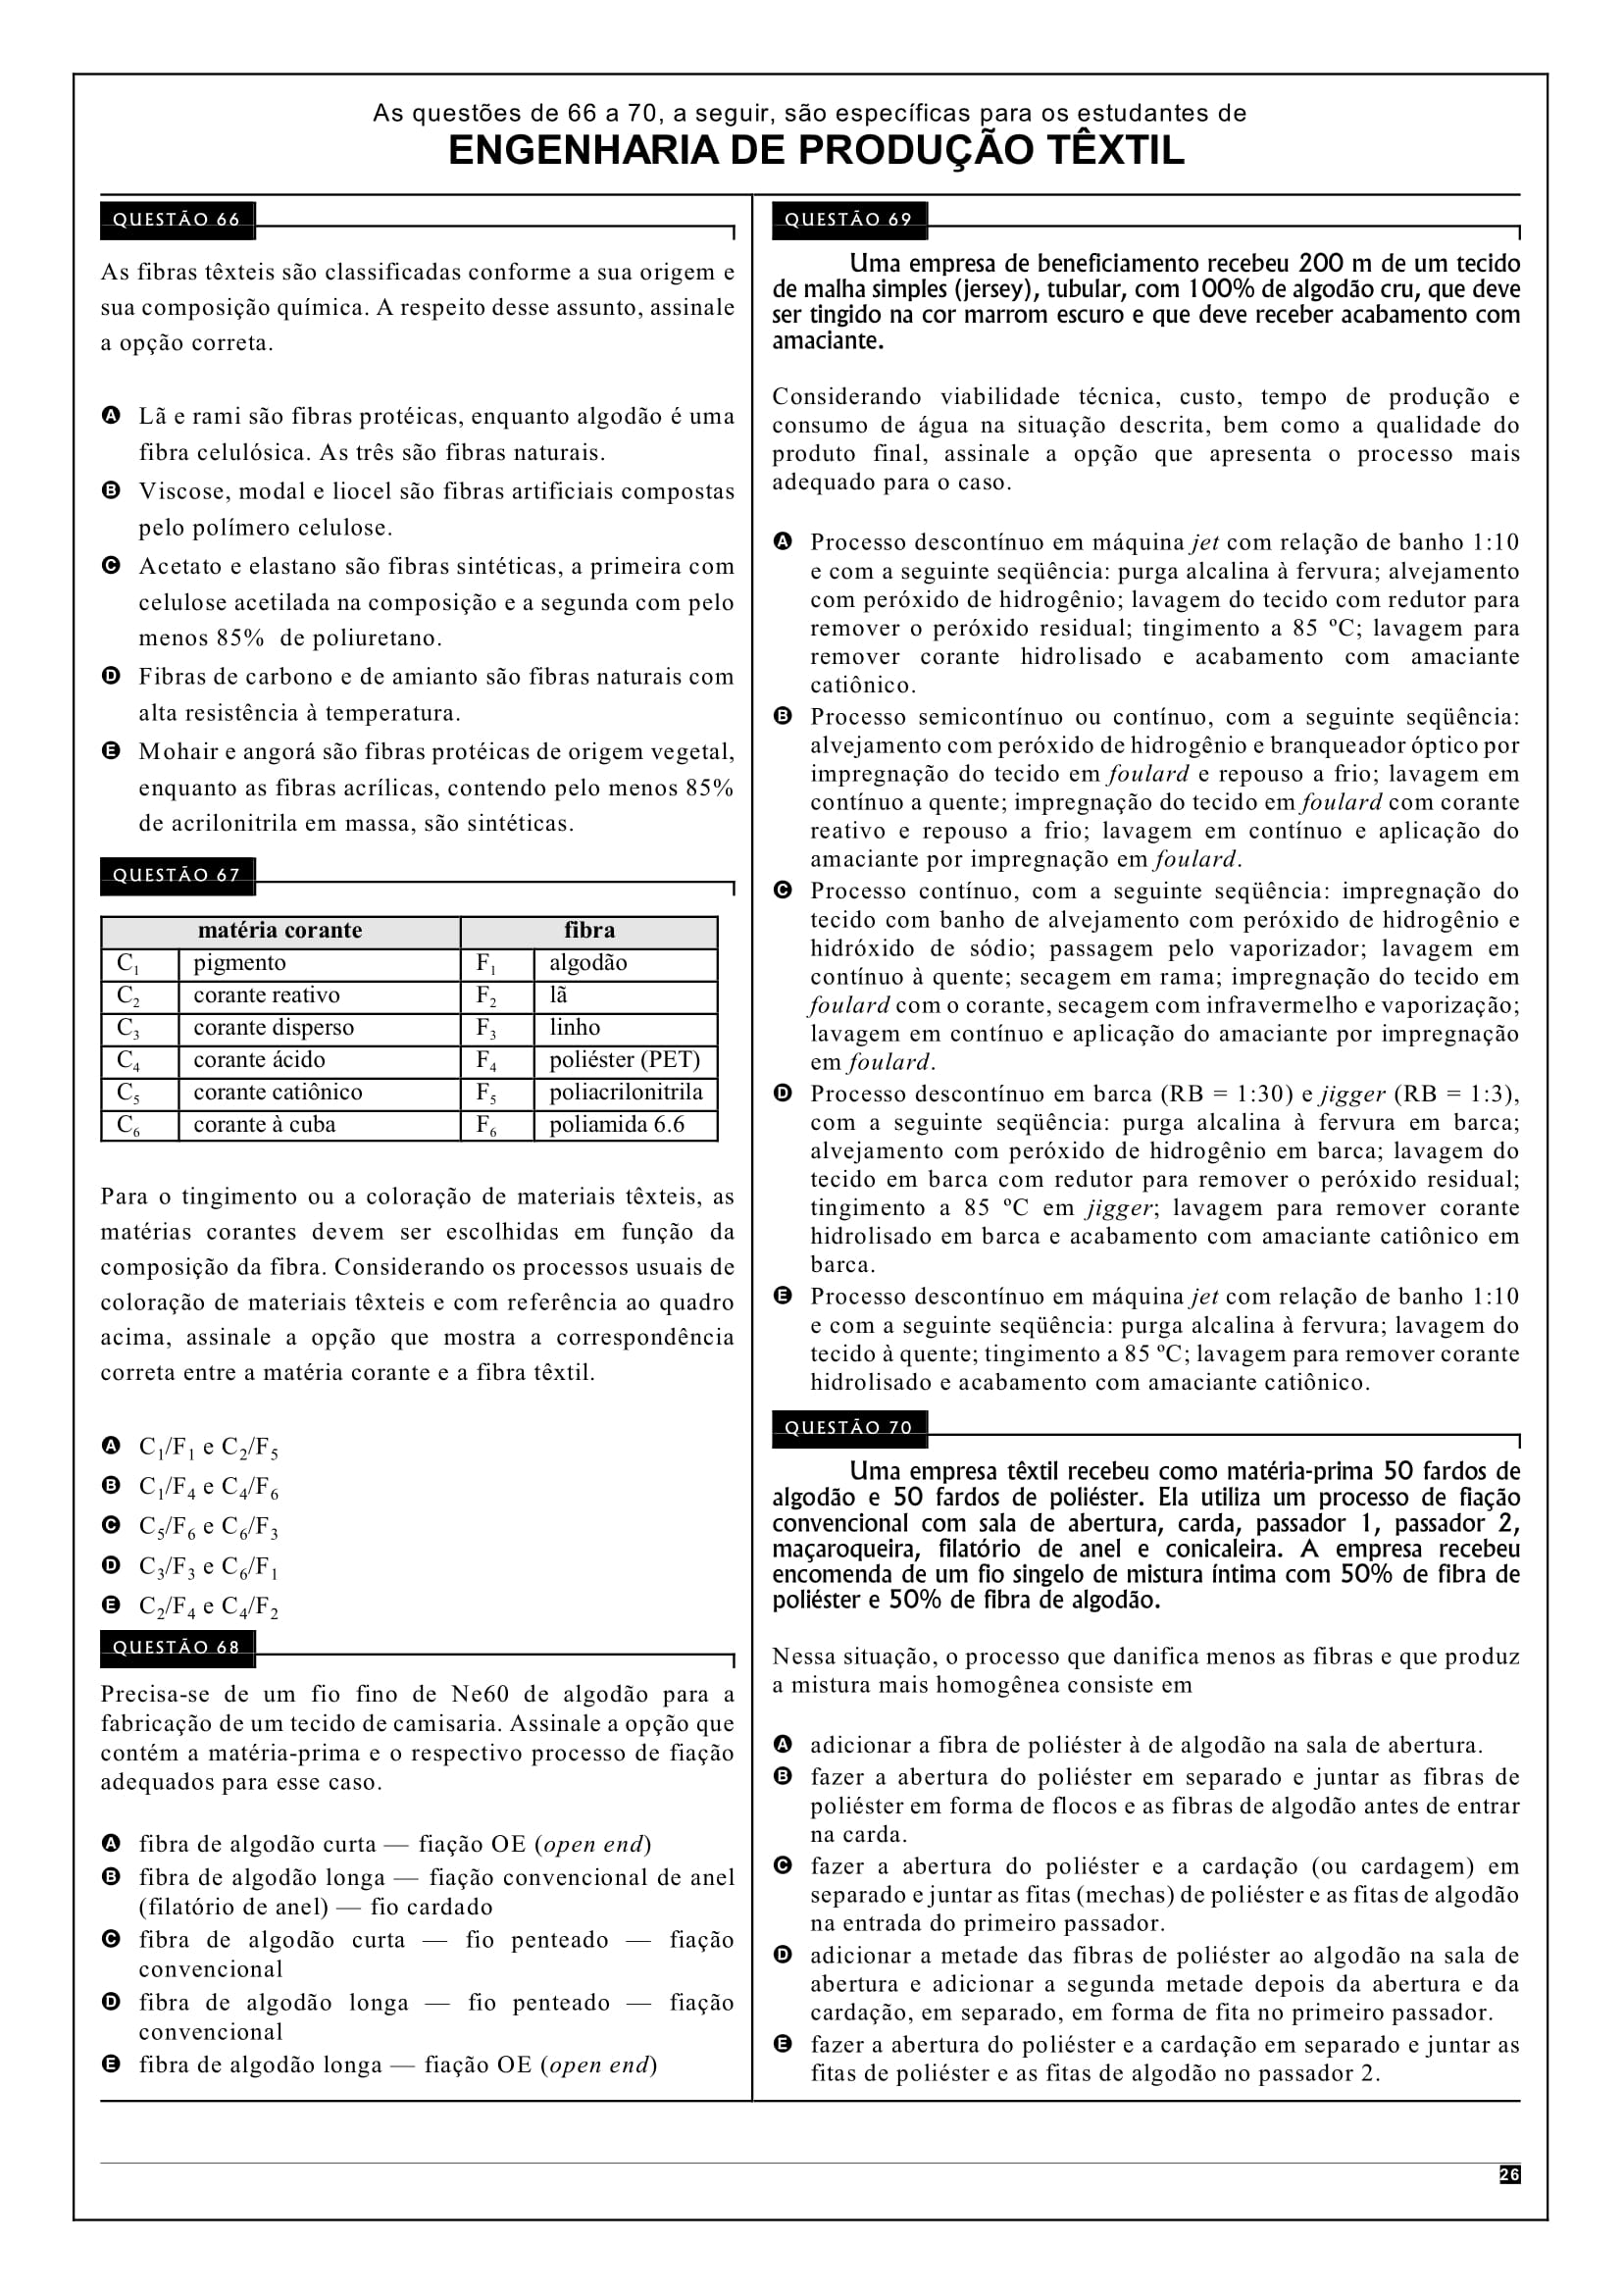 As questões de 66 a 70, a seguir, são específicas para os estudantes de
ENGENHARIA DE PRODUÇÃO TÊXTIL
QUESTÃO 66
As fibras têxteis são classificadas conforme a sua origem e
sua composição química. A respeito desse assunto, assinale
a opção correta.
A Lã e rami são fibras protéicas, enquanto algodão é uma
fibra celulósica. As três são fibras naturais.
B Viscose, modal e liocel são fibras artificiais compostas
pelo polímero celulose.
C Acetato e elastano são fibras sintéticas, a primeira com
celulose acetilada na composição e a segunda com pelo
menos 85% de poliuretano.
D Fibras de carbono e de amianto são fibras naturais com
alta resistência à temperatura.
E Mohair e angorá são fibras protéicas de origem vegetal,
enquanto as fibras acrílicas, contendo pelo menos 85%
de acrilonitrila em massa, são sintéticas.
QUESTÃO 67
matéria corante fibra
C1 pigmento F1 algodão
C2 corante reativo F2 lã
C3 corante disperso F3 linho
C4 corante ácido F4 poliéster (PET)
C5 corante catiônico F5 poliacrilonitrila
C6 corante à cuba F6 poliamida 6.6
Para o tingimento ou a coloração de materiais têxteis, as
matérias corantes devem ser escolhidas em função da
composição da fibra. Considerando os processos usuais de
coloração de materiais têxteis e com referência ao quadro
acima, assinale a opção que mostra a correspondência
correta entre a matéria corante e a fibra têxtil.
A C1/F1 e C2/F5
B C1/F4 e C4/F6
C C5/F6 e C6/F3
D C3/F3 e C6/F1
E C2/F4 e C4/F2
QUESTÃO 68
Precisa-se de um fio fino de Ne60 de algodão para a
fabricação de um tecido de camisaria. Assinale a opção que
contém a matéria-prima e o respectivo processo de fiação
adequados para esse caso.
A fibra de algodão curta — fiação OE (open end)
B fibra de algodão longa — fiação convencional de anel
(filatório de anel) — fio cardado
C fibra de algodão curta — fio penteado — fiação
convencional
D fibra de algodão longa — fio penteado — fiação
convencional
E fibra de algodão longa — fiação OE (open end)
QUESTÃO 69
Uma empresa de beneficiamento recebeu 200 m de um tecido
de malha simples (jersey), tubular, com 100% de algodão cru, que deve
ser tingido na cor marrom escuro e que deve receber acabamento com
amaciante.
Considerando viabilidade técnica, custo, tempo de produção e
consumo de água na situação descrita, bem como a qualidade do
produto final, assinale a opção que apresenta o processo mais
adequado para o caso.
A Processo descontínuo em máquina jet com relação de banho 1:10
e com a seguinte seqüência: purga alcalina à fervura; alvejamento
com peróxido de hidrogênio; lavagem do tecido com redutor para
remover o peróxido residual; tingimento a 85 ºC; lavagem para
remover corante hidrolisado e acabamento com amaciante
catiônico.
B Processo semicontínuo ou contínuo, com a seguinte seqüência:
alvejamento com peróxido de hidrogênio e branqueador óptico por
impregnação do tecido em foulard e repouso a frio; lavagem em
contínuo a quente; impregnação do tecido em foulard com corante
reativo e repouso a frio; lavagem em contínuo e aplicação do
amaciante por impregnação em foulard.
C Processo contínuo, com a seguinte seqüência: impregnação do
tecido com banho de alvejamento com peróxido de hidrogênio e
hidróxido de sódio; passagem pelo vaporizador; lavagem em
contínuo à quente; secagem em rama; impregnação do tecido em
foulard com o corante, secagem com infravermelho e vaporização;
lavagem em contínuo e aplicação do amaciante por impregnação
em foulard.
D Processo descontínuo em barca (RB = 1:30) e jigger (RB = 1:3),
com a seguinte seqüência: purga alcalina à fervura em barca;
alvejamento com peróxido de hidrogênio em barca; lavagem do
tecido em barca com redutor para remover o peróxido residual;
tingimento a 85 ºC em jigger; lavagem para remover corante
hidrolisado em barca e acabamento com amaciante catiônico em
barca.
E Processo descontínuo em máquina jet com relação de banho 1:10
e com a seguinte seqüência: purga alcalina à fervura; lavagem do
tecido à quente; tingimento a 85 ºC; lavagem para remover corante
hidrolisado e acabamento com amaciante catiônico.
QUESTÃO 70
Uma empresa têxtil recebeu como matéria-prima 50 fardos de
algodão e 50 fardos de poliéster. Ela utiliza um processo de fiação
convencional com sala de abertura, carda, passador 1, passador 2,
maçaroqueira, filatório de anel e conicaleira. A empresa recebeu
encomenda de um fio singelo de mistura íntima com 50% de fibra de
poliéster e 50% de fibra de algodão.
Nessa situação, o processo que danifica menos as fibras e que produz
a mistura mais homogênea consiste em
A adicionar a fibra de poliéster à de algodão na sala de abertura.
B fazer a abertura do poliéster em separado e juntar as fibras de
poliéster em forma de flocos e as fibras de algodão antes de entrar
na carda.
C fazer a abertura do poliéster e a cardação (ou cardagem) em
separado e juntar as fitas (mechas) de poliéster e as fitas de algodão
na entrada do primeiro passador.
D adicionar a metade das fibras de poliéster ao algodão na sala de
abertura e adicionar a segunda metade depois da abertura e da
cardação, em separado, em forma de fita no primeiro passador.
E fazer a abertura do poliéster e a cardação em separado e juntar as
fitas de poliéster e as fitas de algodão no passador 2.
26